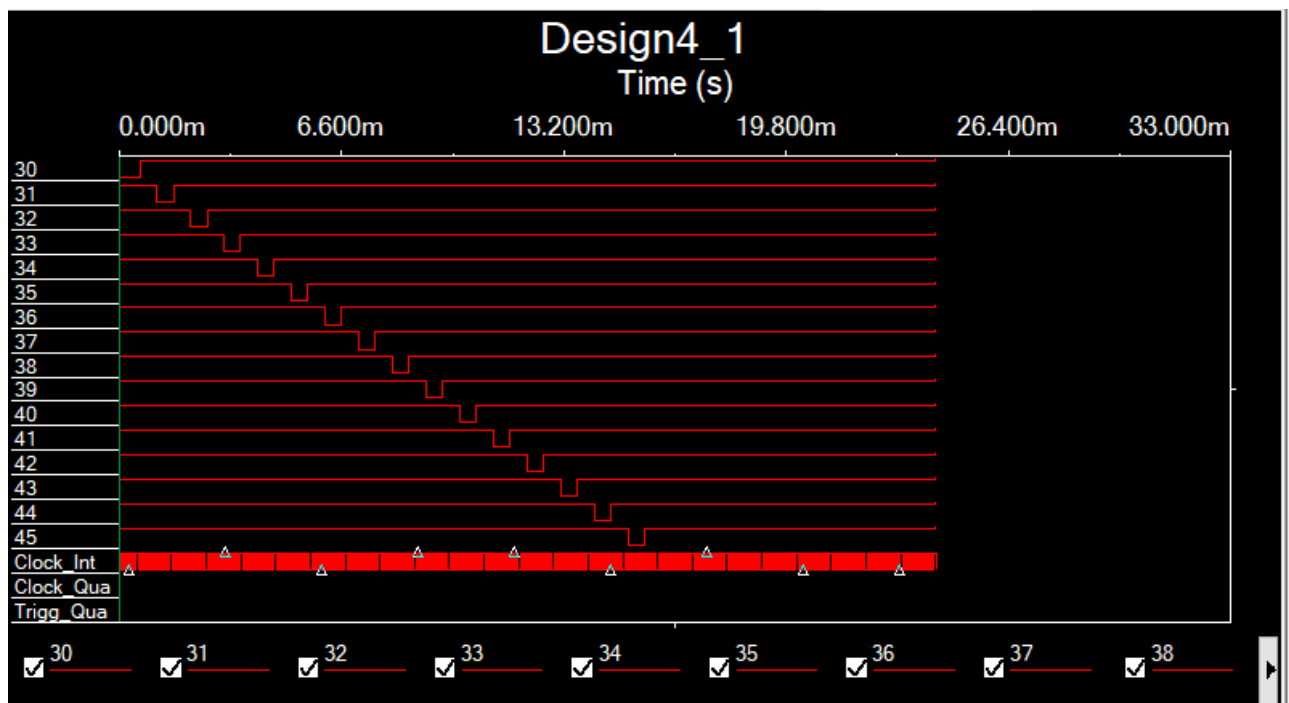 Design4_1
Time (s)
0.000m 6.600m 13.200m 19.800m 26.400m 33.000m
30
31
32
33
34
35
36
37
38
39
40
41
42
43
44
45
Clock_Int
Clock_Qua
Trigg_Qua
30 31 32 33 34 35 36 37 38